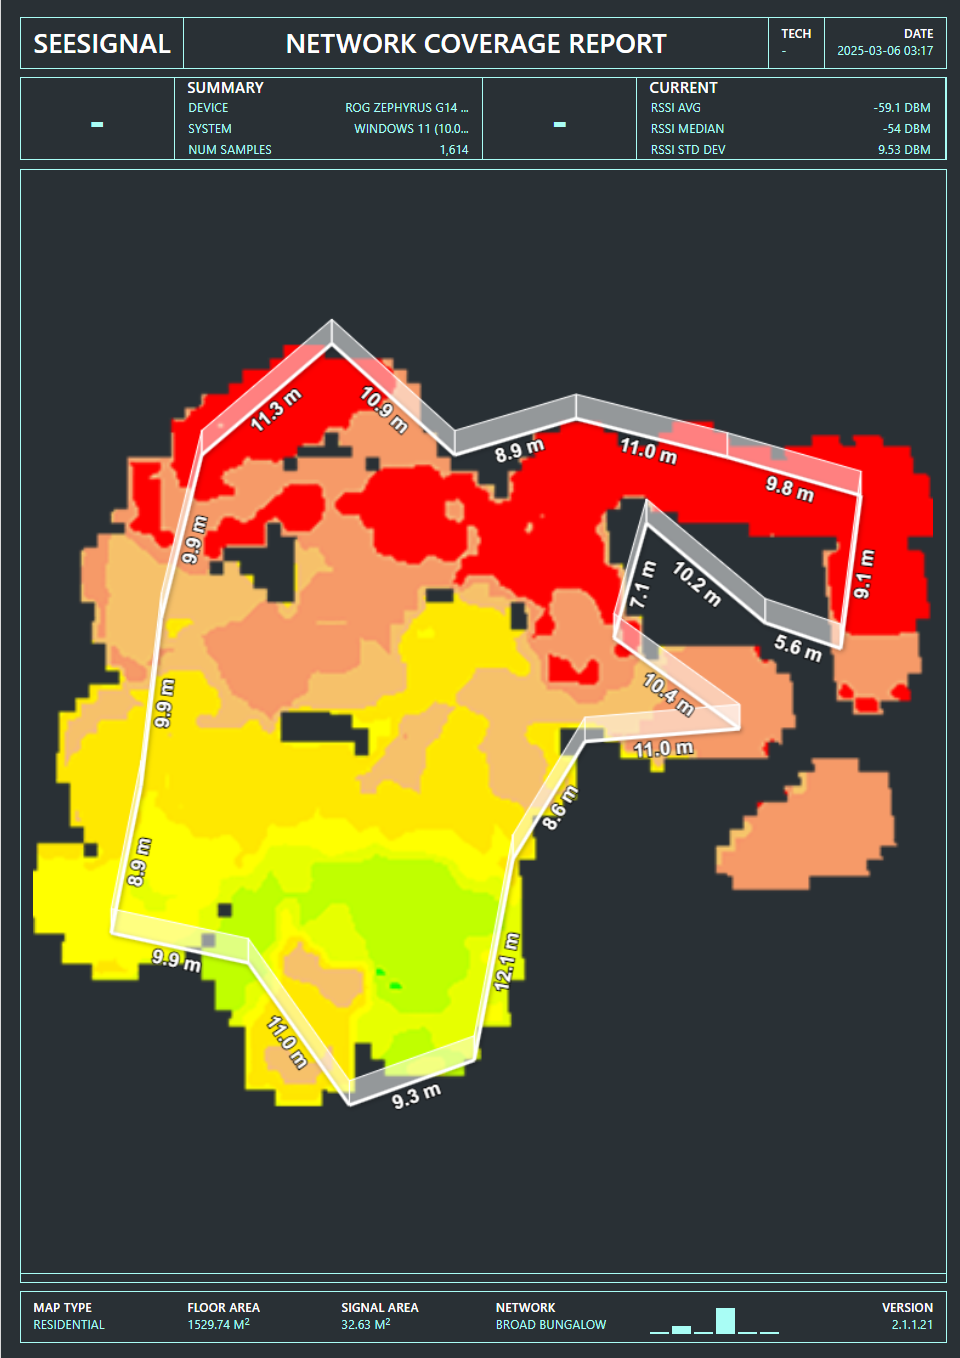 SEESIGNAL
NETWORK COVERAGE REPORT
TECH
-
DATE
2025-03-06 03:17
-
SUMMARY
DEVICE ROG ZEPHYRUS G14 ...
SYSTEM WINDOWS 11 (10.0...
NUM SAMPLES 1,614
-
CURRENT
RSSI AVG -59.1 DBM
RSSI MEDIAN -54 DBM
RSSI STD DEV 9.53 DBM
11.3 m
10.9 m
8.9 m
11.0 m
9.8 m
9.9 m
7.1 m
10.2 m
9.1 m
5.6 m
9.9 m
10.4 m
11.0 m
8.6 m
8.9 m
9.9 m
12.1 m
11.0 m
9.3 m
MAP TYPE
RESIDENTIAL
FLOOR AREA
1529.74 M²
SIGNAL AREA
32.63 M²
NETWORK
BROAD BUNGALOW
VERSION
2.1.1.21